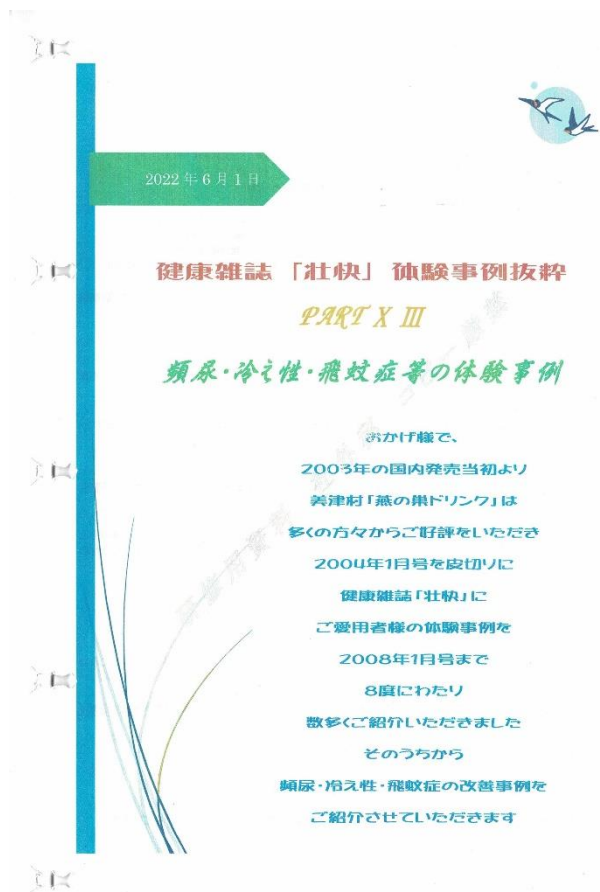 2022年6月1日
健康雑誌「壮快」体験事例抜粋
PART X Ⅲ
頻尿・冷え性・飛蚊症等の体験事例
おかげ様で、
2003年の国内発売当初より
美津村「燕の巣ドリンク」は
多くの方々からご好評をいただき
2004年1月号を皮切りに
健康雑誌「壮快」に
ご愛用者様の体験事例を
2008年1月号まで
8度にわたり
数多くご紹介いただきました
そのうちから
頻尿・冷え性・飛蚊症の改善事例を
ご紹介させていただきます